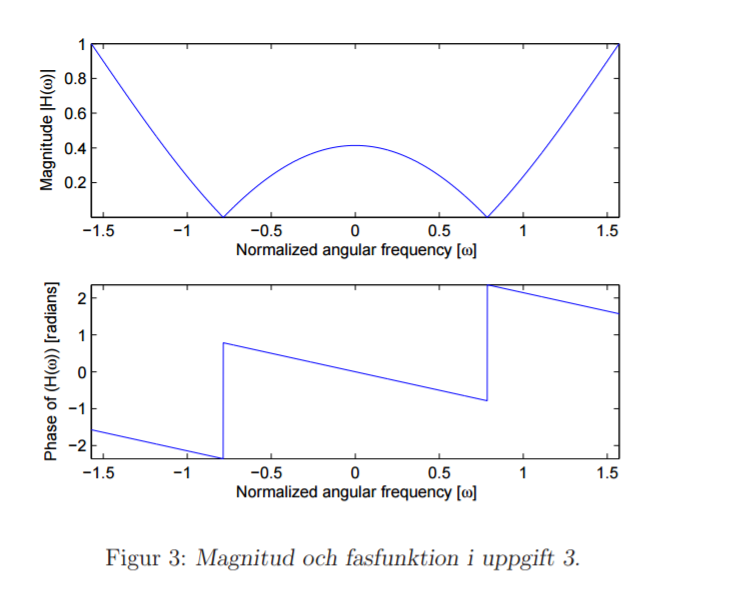 1
0.8
0.6
0.4
0.2
Magnitude |H(ω)|
−1.5 −1 −0.5 0 0.5 1 1.5
Normalized angular frequency [ω]
2
1
0
−1
−2
Phase of (H(ω)) [radians]
−1.5 −1 −0.5 0 0.5 1 1.5
Normalized angular frequency [ω]
Figur 3: Magnitud och fasfunktion i uppgift 3.